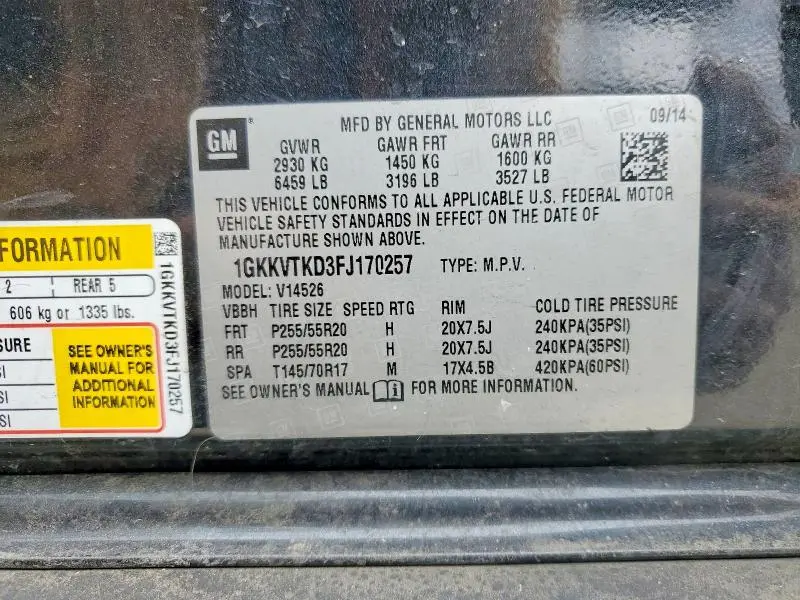 GM
MFD BY GENERAL MOTORS LLC
09/14
GVWR GAWR FRT GAWR RR
2930 KG 1450 KG 1600 KG
6459 LB 3196 LB 3527 LB
THIS VEHICLE CONFORMS TO ALL APPLICABLE U.S. FEDERAL MOTOR
VEHICLE SAFETY STANDARDS IN EFFECT ON THE DATE OF
MANUFACTURE SHOWN ABOVE.
1GKKVTKD3FJ170257 TYPE: M.P.V.
MODEL: V14526
VBBH TIRE SIZE SPEED RTG RIM COLD TIRE PRESSURE
FRT P255/55R20 H 20X7.5J 240KPA(35PSI)
RR P255/55R20 H 20X7.5J 240KPA(35PSI)
SPA T145/70R17 M 17X4.5B 420KPA(60PSI)
SEE OWNER'S MANUAL FOR MORE INFORMATION.
FORMATION
2 REAR 5
606 kg or 1335 lbs.
SURE
SI
SI
SI
SEE OWNER'S
MANUAL FOR
ADDITIONAL
INFORMATION
1GKKVTKD3FJ170257